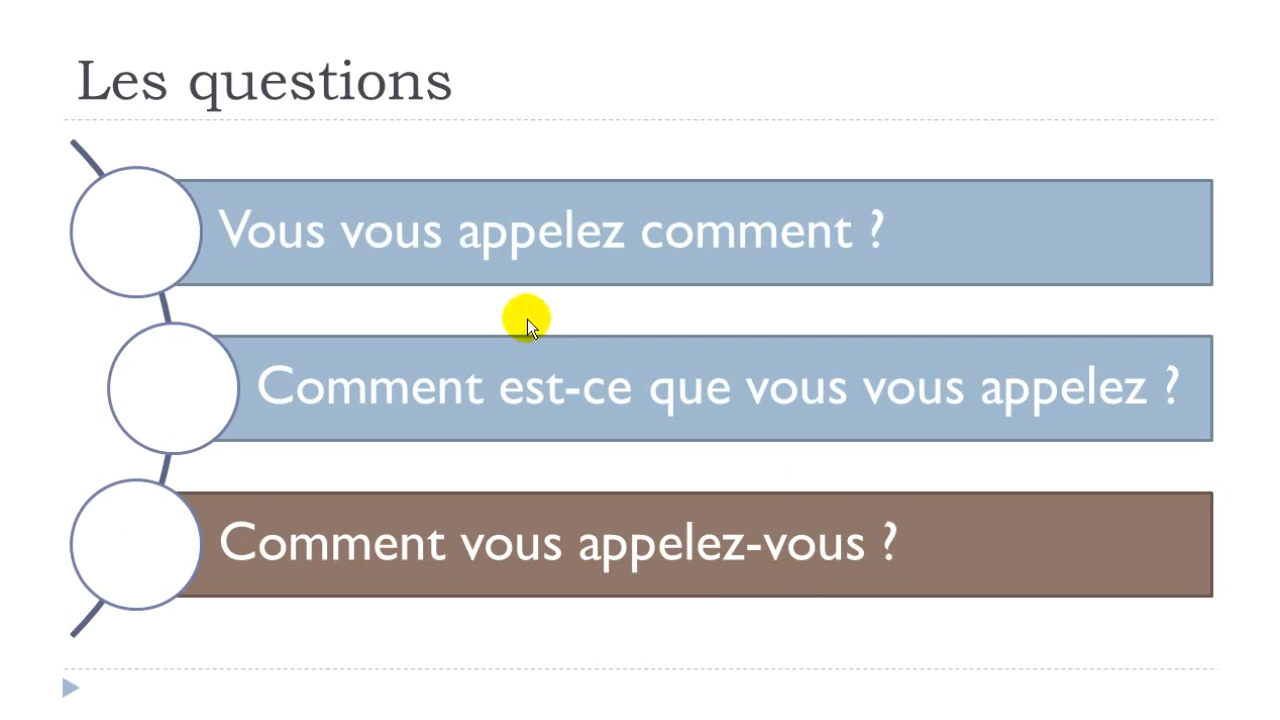 Les questions
Vous vous appelez comment ?
Comment est-ce que vous vous appelez ?
Comment vous appelez-vous ?